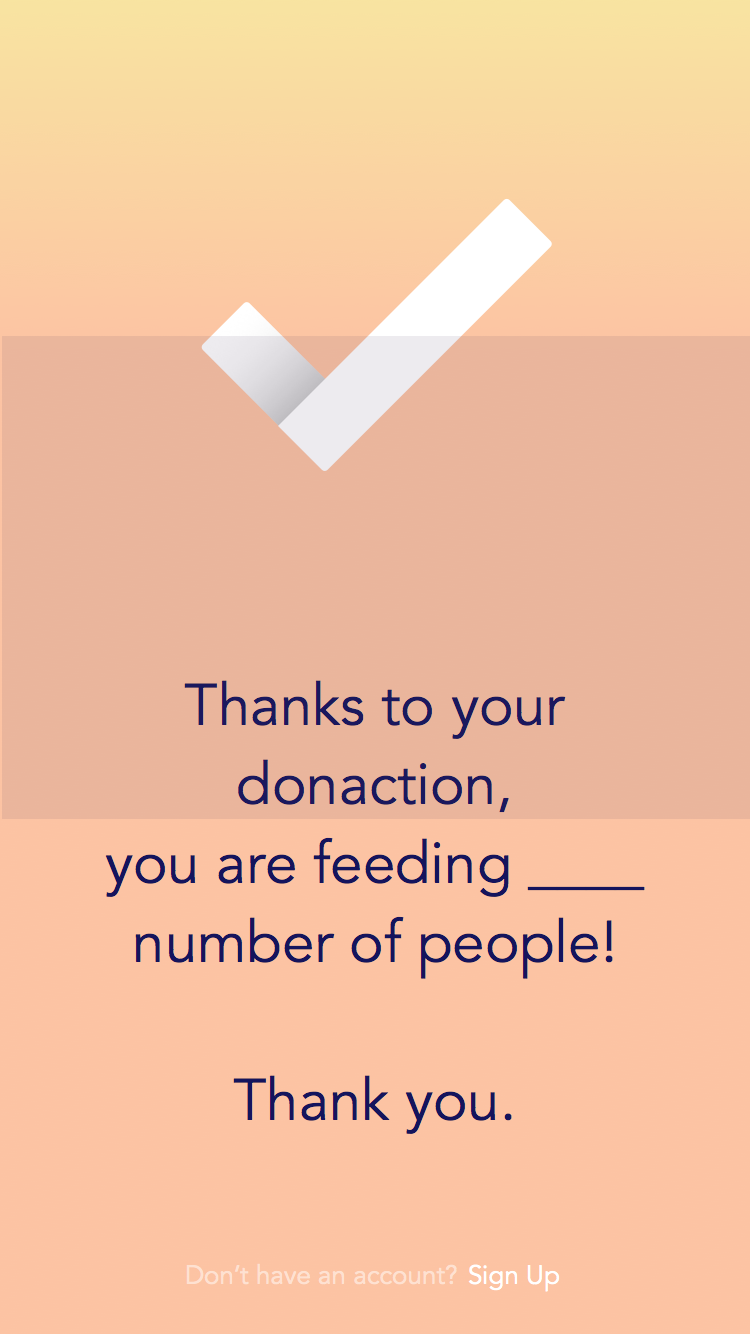 Thanks to your
donaction,
you are feeding ____
number of people!
Thank you.
Don’t have an account? Sign Up